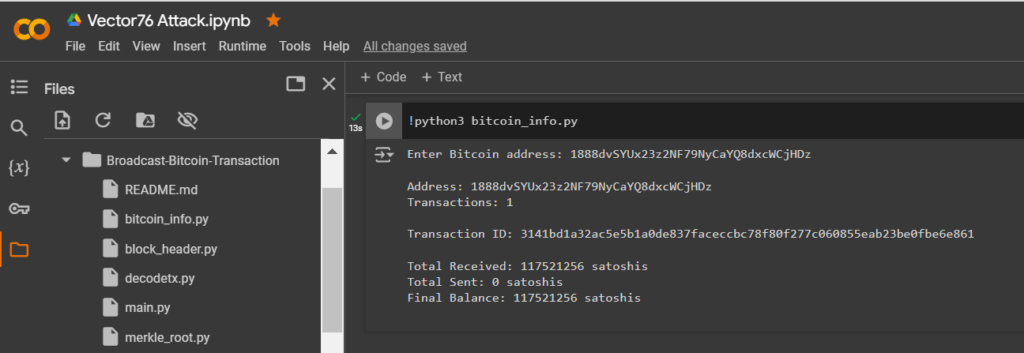 Vector76 Attack.ipynb
File Edit View Insert Runtime Tools Help All changes saved
Files
+ Code + Text
{x}
Broadcast-Bitcoin-Transaction
README.md
bitcoin_info.py
block_header.py
decodetx.py
main.py
merkle_root.py
13s
!python3 bitcoin_info.py
Enter Bitcoin address: 1888dvSYUx23z2NF79NyCaYQ8dxcWCjHDz
Address: 1888dvSYUx23z2NF79NyCaYQ8dxcWCjHDz
Transactions: 1
Transaction ID: 3141bd1a32ac5e5b1a0de837faceccbc78f80f277c060855eab23be0fbe6e861
Total Received: 117521256 satoshis
Total Sent: 0 satoshis
Final Balance: 117521256 satoshis